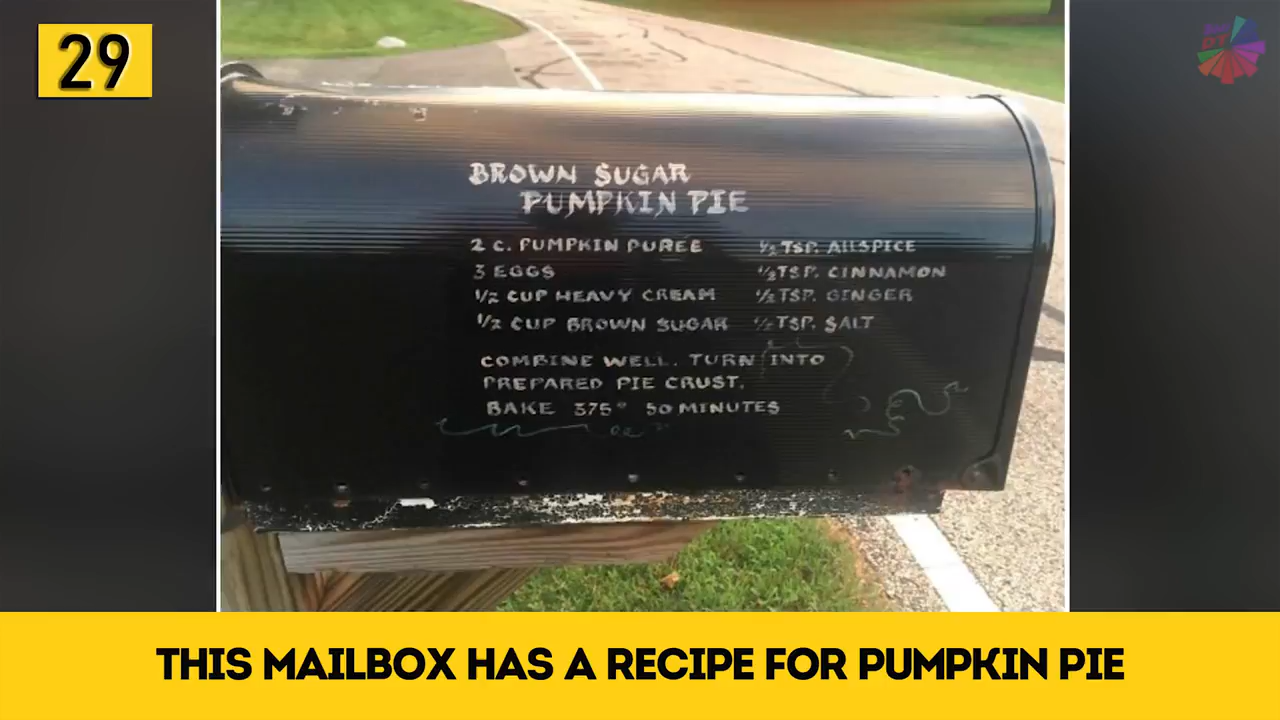 29
BROWN SUGAR
PUMPKIN PIE
2 C. PUMPKIN PUREE
3 EGGS
1/2 CUP HEAVY CREAM
1/2 CUP BROWN SUGAR
1/2 TSP. ALLSPICE
1/2 TSP. CINNAMON
1/2 TSP. GINGER
1/2 TSP. SALT
COMBINE WELL. TURN INTO
PREPARED PIE CRUST.
BAKE 375° 50 MINUTES
THIS MAILBOX HAS A RECIPE FOR PUMPKIN PIE